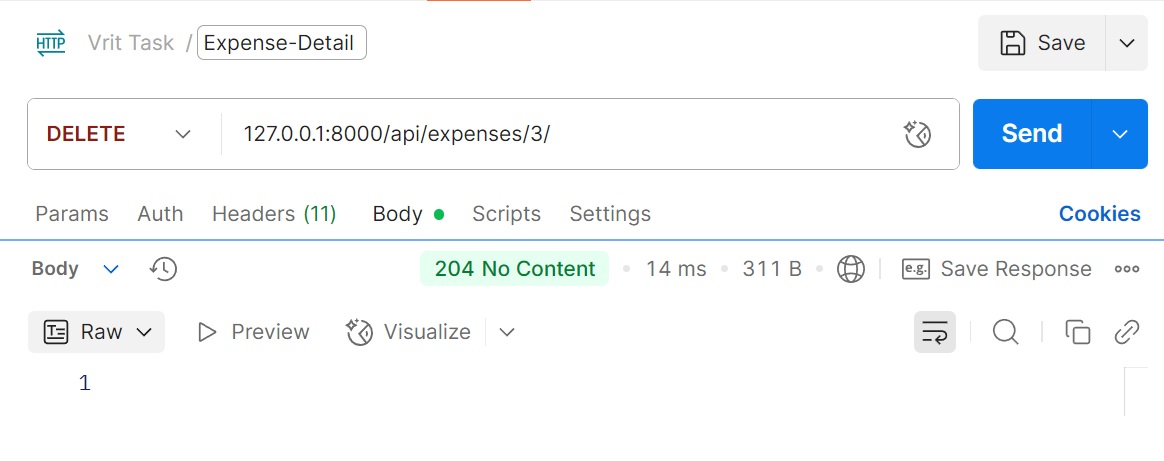 HTTP Vrit Task / Expense-Detail Save
DELETE 127.0.0.1:8000/api/expenses/3/ Send
Params Auth Headers (11) Body Scripts Settings Cookies
Body 204 No Content 14 ms 311 B e.g. Save Response
Raw Preview Visualize
1